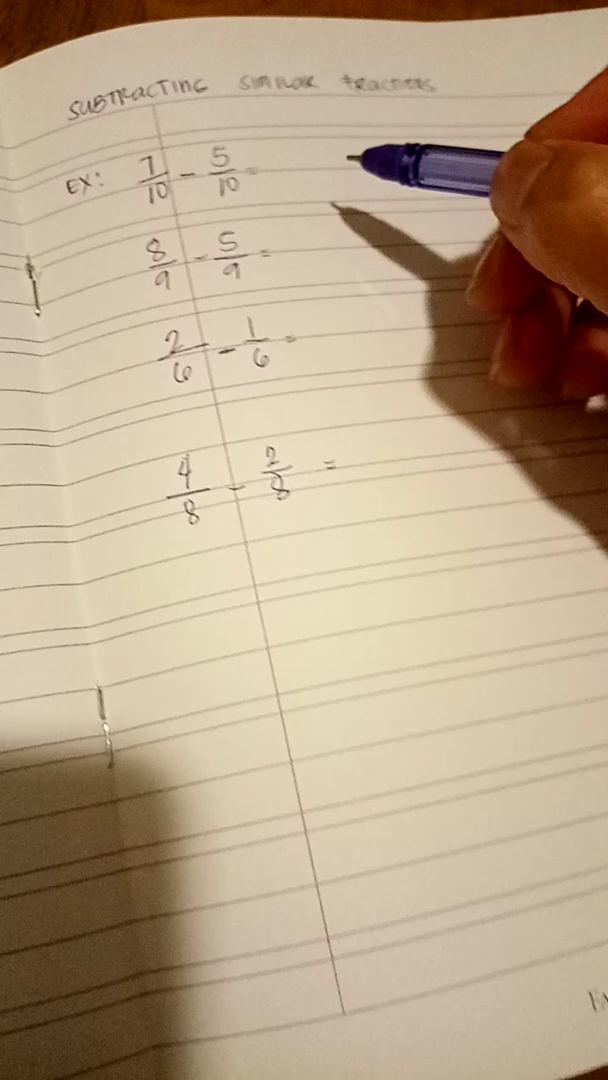 SUBTRACTING SIMILAR fractions
EX: 7/10 - 5/10 =
8/9 - 5/9 =
2/6 - 1/6 =
4/8 - 2/8 =